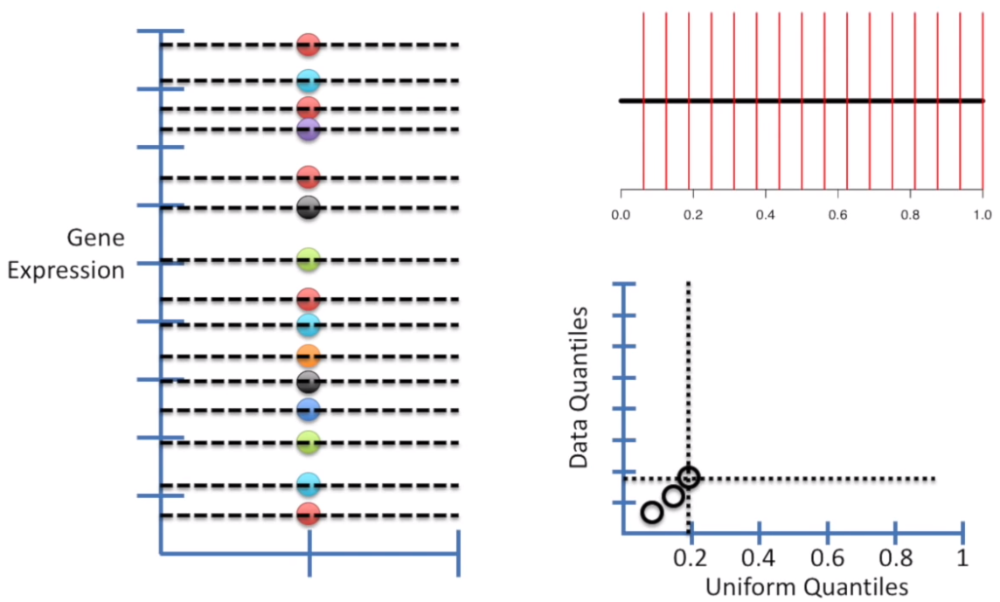 Gene
Expression
0.0 0.2 0.4 0.6 0.8 1.0
Data Quantiles
0.2 0.4 0.6 0.8 1
Uniform Quantiles